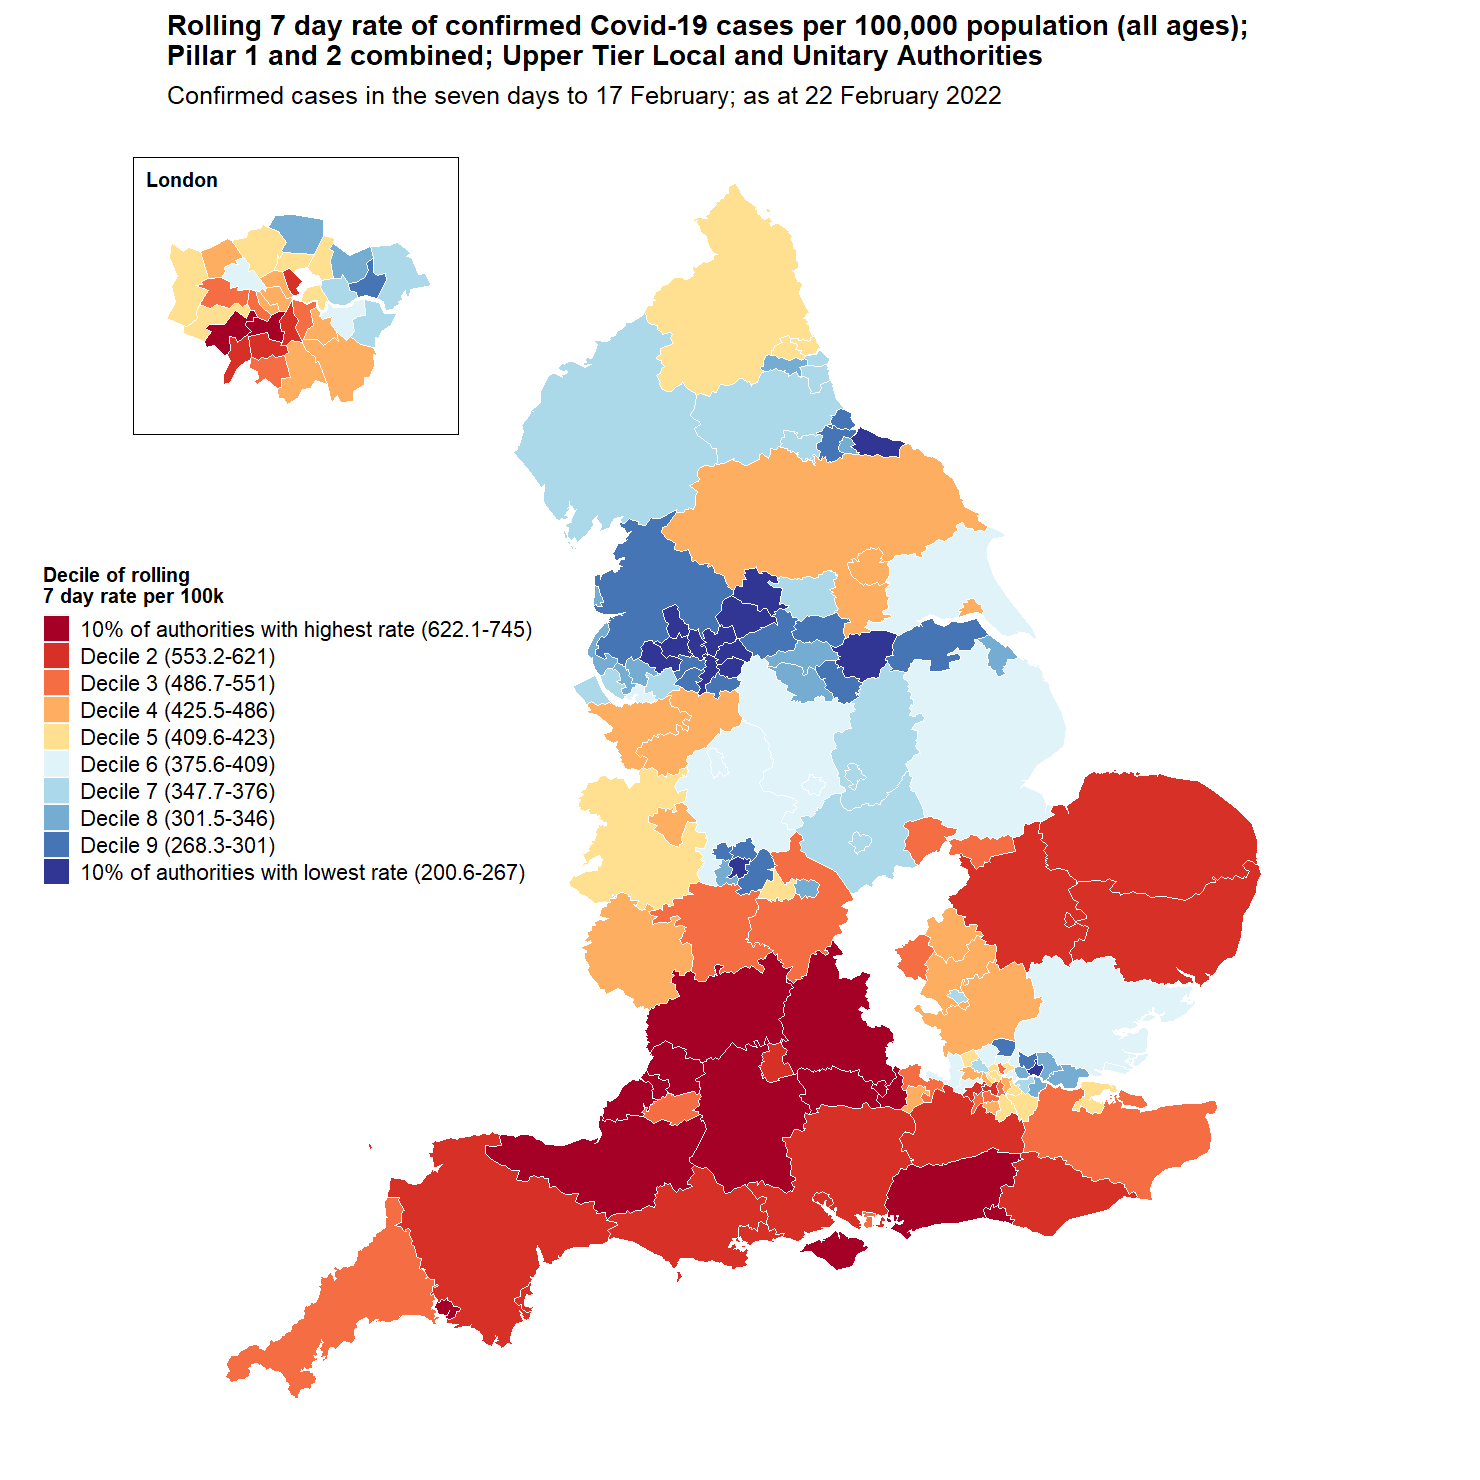 Rolling 7 day rate of confirmed Covid-19 cases per 100,000 population (all ages);
Pillar 1 and 2 combined; Upper Tier Local and Unitary Authorities
Confirmed cases in the seven days to 17 February; as at 22 February 2022
London
Decile of rolling
7 day rate per 100k
10% of authorities with highest rate (622.1-745)
Decile 2 (553.2-621)
Decile 3 (486.7-551)
Decile 4 (425.5-486)
Decile 5 (409.6-423)
Decile 6 (375.6-409)
Decile 7 (347.7-376)
Decile 8 (301.5-346)
Decile 9 (268.3-301)
10% of authorities with lowest rate (200.6-267)